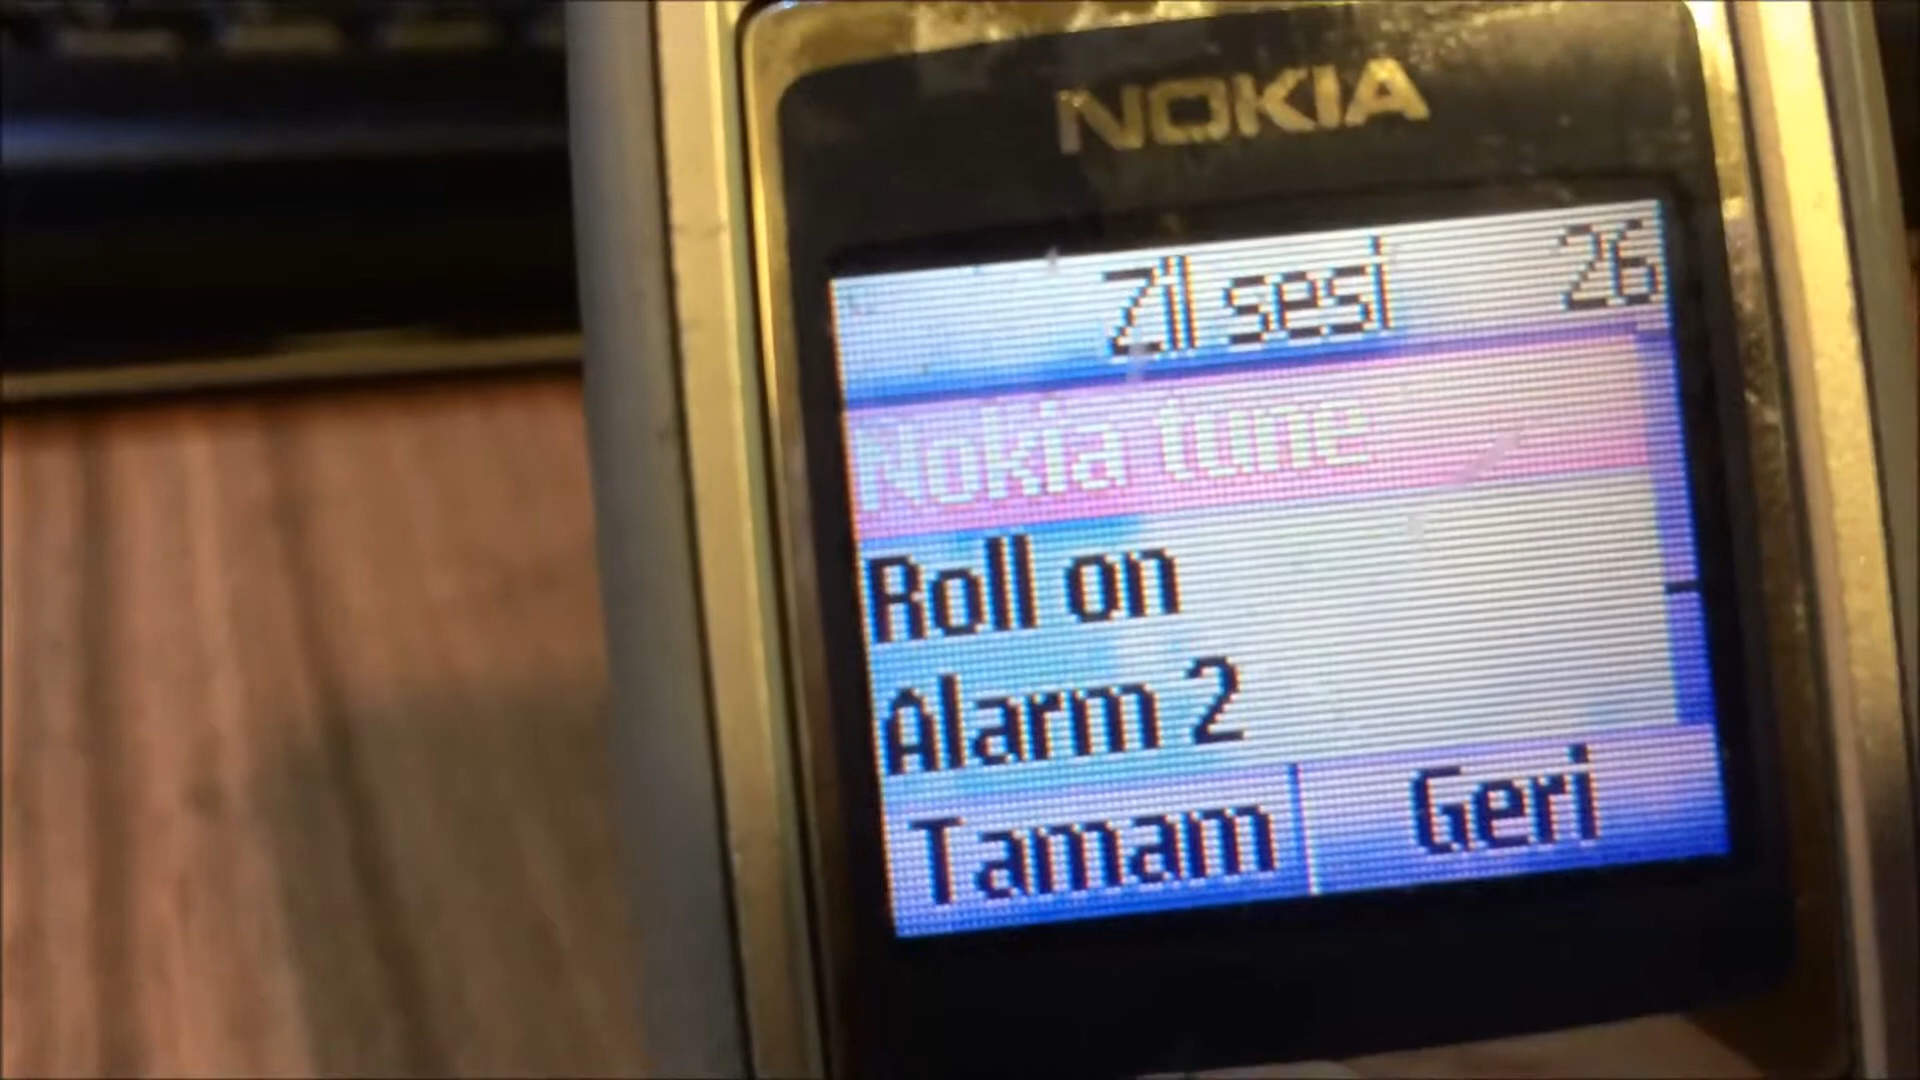 NOKIA
Zil sesi 26
Nokia tune
Roll on
Alarm 2
Tamam Geri